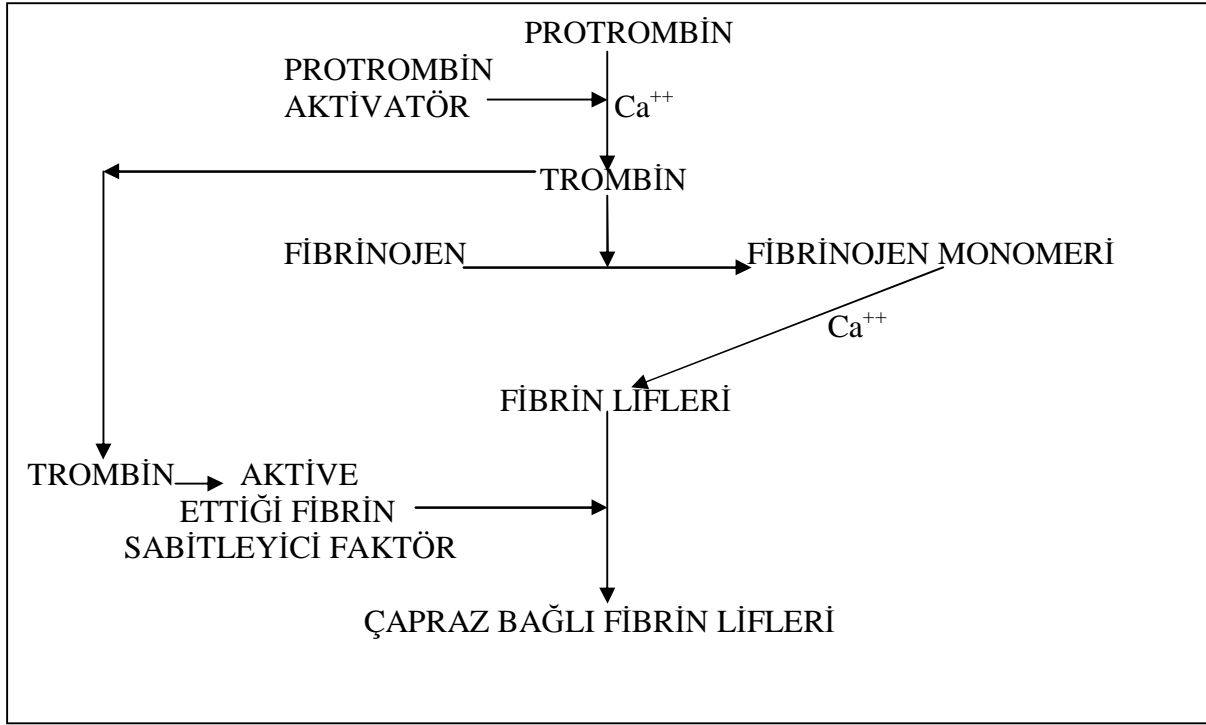 PROTROMBİN
PROTROMBİN
AKTİVATÖR
Ca⁺⁺
TROMBİN
FİBRİNOJEN
FİBRİNOJEN MONOMERİ
Ca⁺⁺
FİBRİN LİFLERİ
TROMBİN
AKTİVE
ETTİĞİ FİBRİN
SABİTLEYİCİ FAKTÖR
ÇAPRAZ BAĞLI FİBRİN LİFLERİ